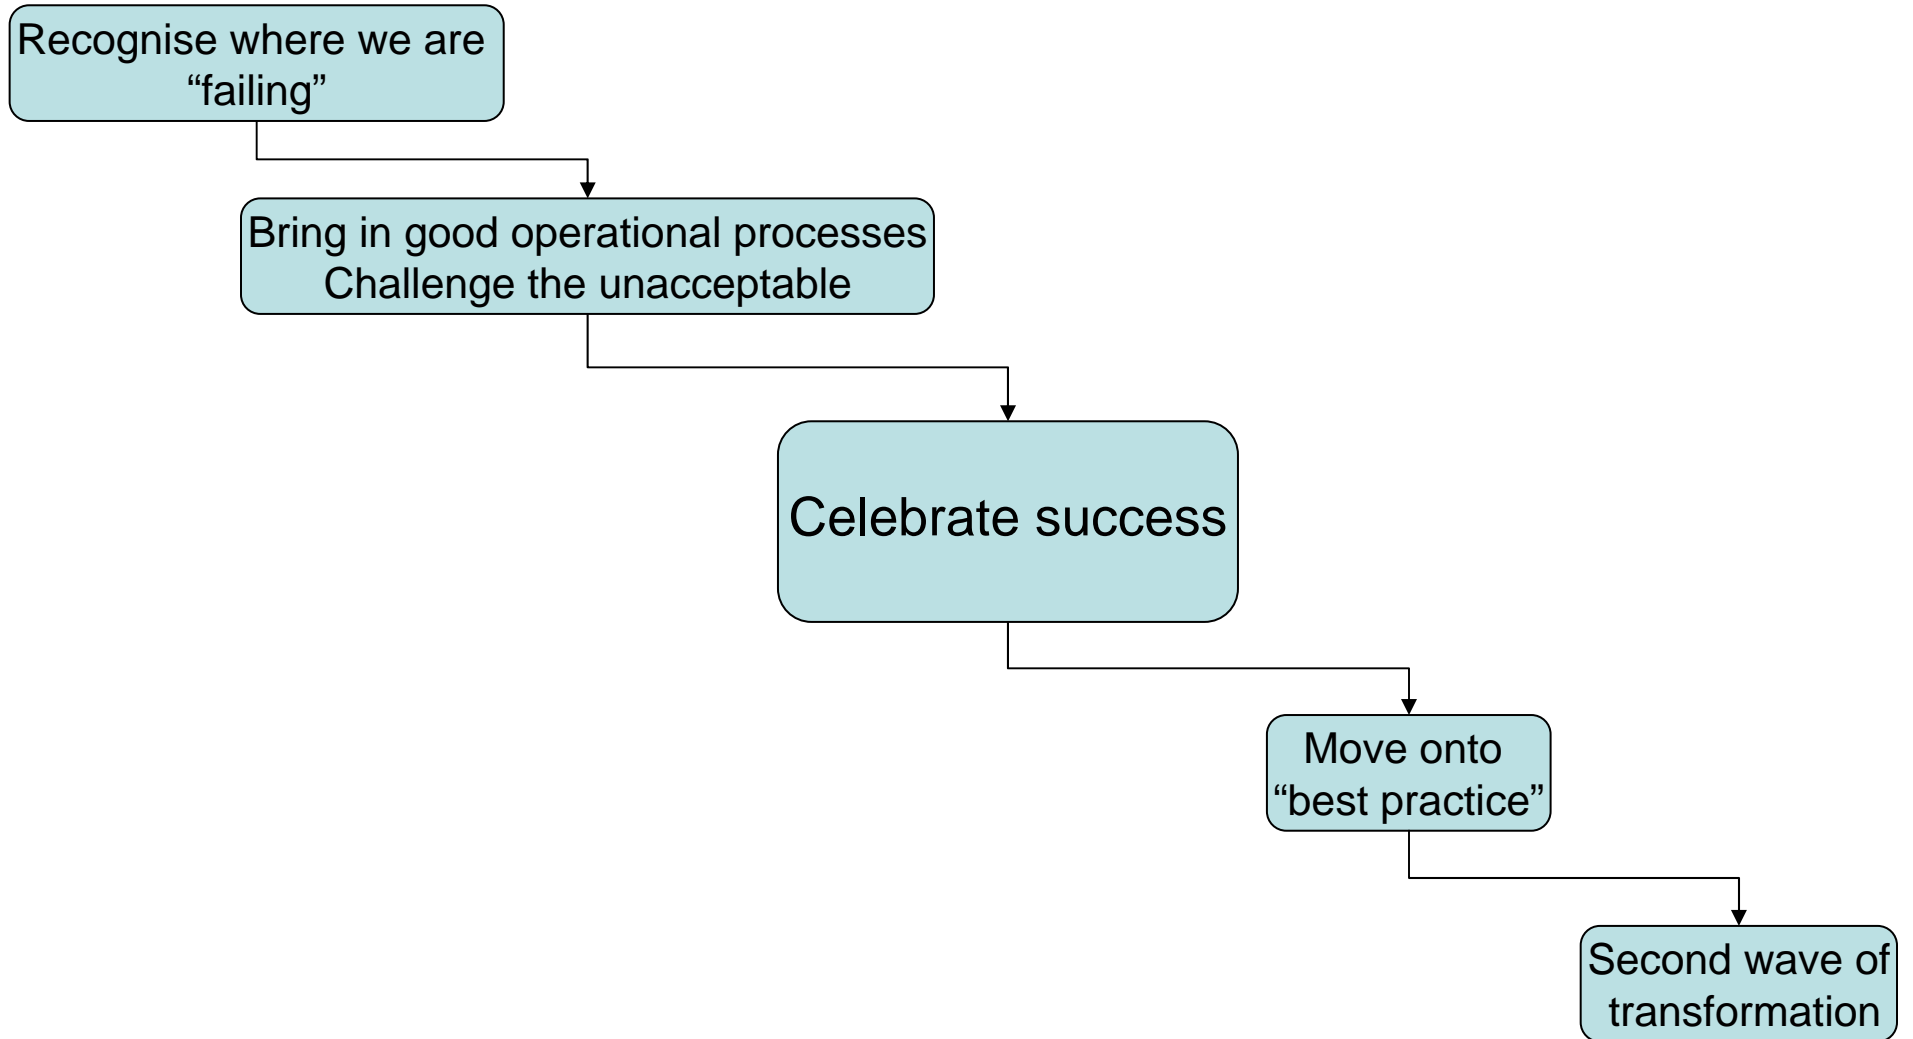 Recognise where we are
“failing”
Bring in good operational processes
Challenge the unacceptable
Celebrate success
Move onto
“best practice”
Second wave of
transformation